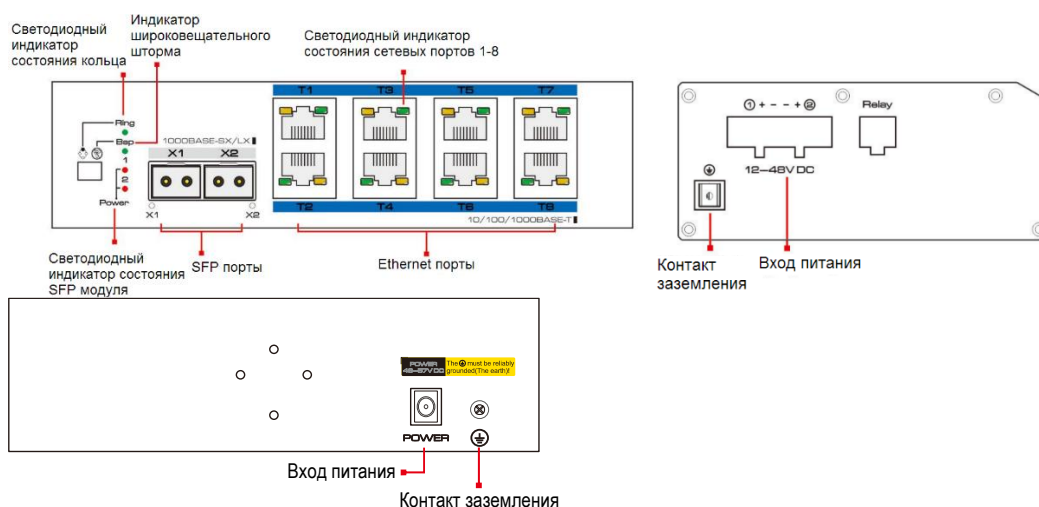 Светодиодный
индикатор
состояния кольца
Индикатор
широковещательного
шторма
Светодиодный индикатор
состояния сетевых портов 1-8
T1 T3 T5 T7
Ring
Bsp
1
2
Power
1000BASE-SX/LX
X1 X2
X1 X2
T2 T4 T6 T8
10/100/1000BASE-T
Светодиодный
индикатор состояния
SFP модуля
SFP порты
Ethernet порты
① + - - + ②
Relay
12-48V DC
Контакт
заземления
Вход питания
POWER
48-57V DC
The ⏚ must be reliably
grounded(The earth)!
POWER
Вход питания
Контакт заземления